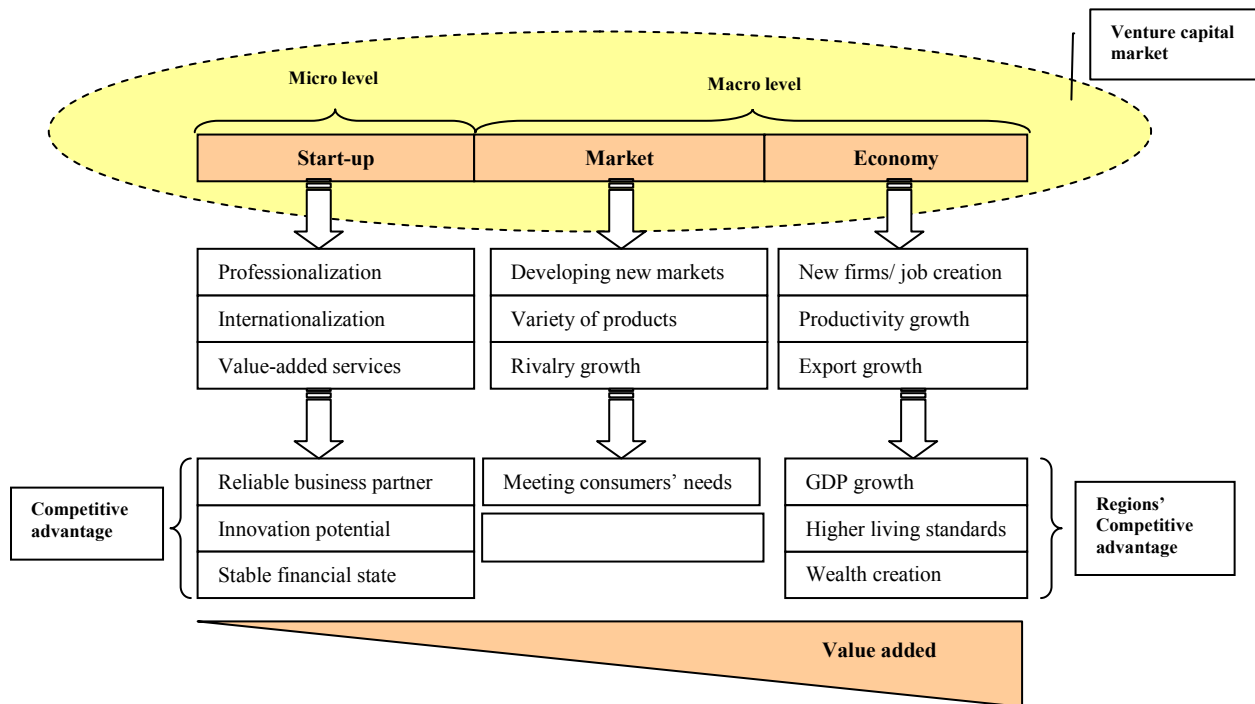 Venture capital
market
Micro level
Macro level
Start-up
Market
Economy
Professionalization
Internationalization
Value-added services
Developing new markets
Variety of products
Rivalry growth
New firms/ job creation
Productivity growth
Export growth
Competitive
advantage
Reliable business partner
Innovation potential
Stable financial state
Meeting consumers’ needs
GDP growth
Higher living standards
Wealth creation
Regions’
Competitive
advantage
Value added